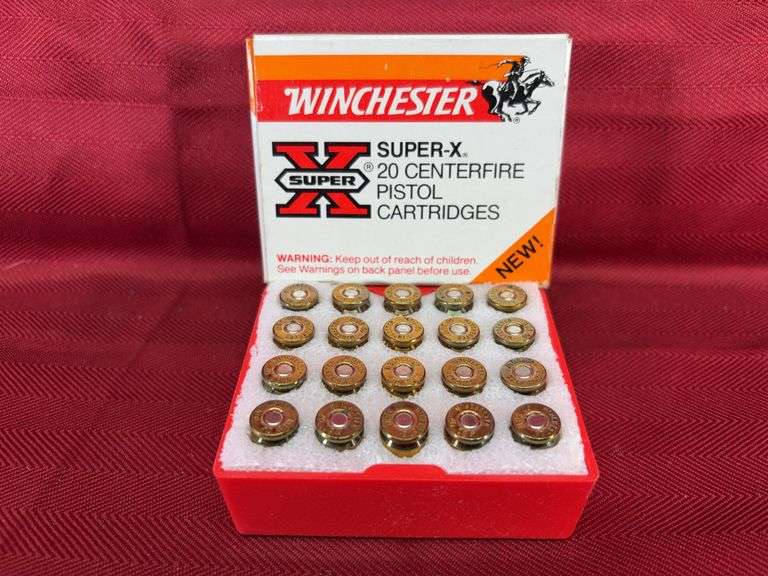 WINCHESTER
®
SUPER
®
SUPER-X®
20 CENTERFIRE
PISTOL
CARTRIDGES
WARNING: Keep out of reach of children.
See Warnings on back panel before use.
NEW!